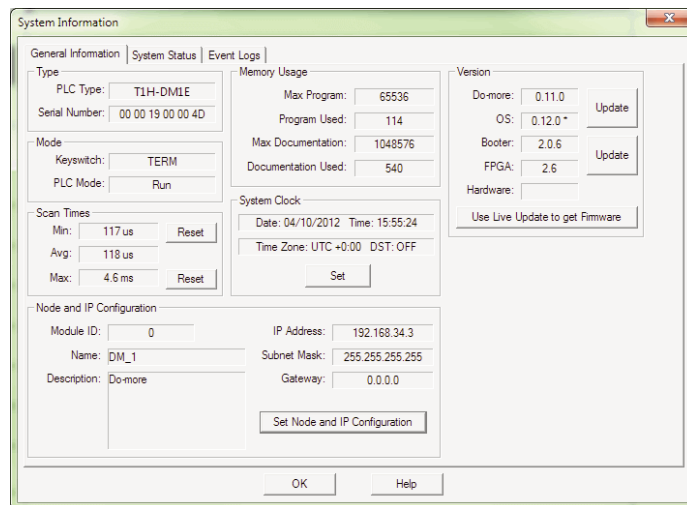 System Information
General Information System Status Event Logs
Type
PLC Type: T1H-DM1E
Serial Number: 00 00 19 00 00 4D
Mode
Keyswitch: TERM
PLC Mode: Run
Scan Times
Min: 117 us Reset
Avg: 118 us
Max: 4.6 ms Reset
Memory Usage
Max Program: 65536
Program Used: 114
Max Documentation: 1048576
Documentation Used: 540
System Clock
Date: 04/10/2012 Time: 15:55:24
Time Zone: UTC +0:00 DST: OFF
Set
Version
Do-more: 0.11.0
Update
OS: 0.12.0 *
Booter: 2.0.6
Update
FPGA: 2.6
Hardware:
Use Live Update to get Firmware
Node and IP Configuration
Module ID: 0
Name: DM_1
Description: Do-more
IP Address: 192.168.34.3
Subnet Mask: 255.255.255.255
Gateway: 0.0.0.0
Set Node and IP Configuration
OK Help